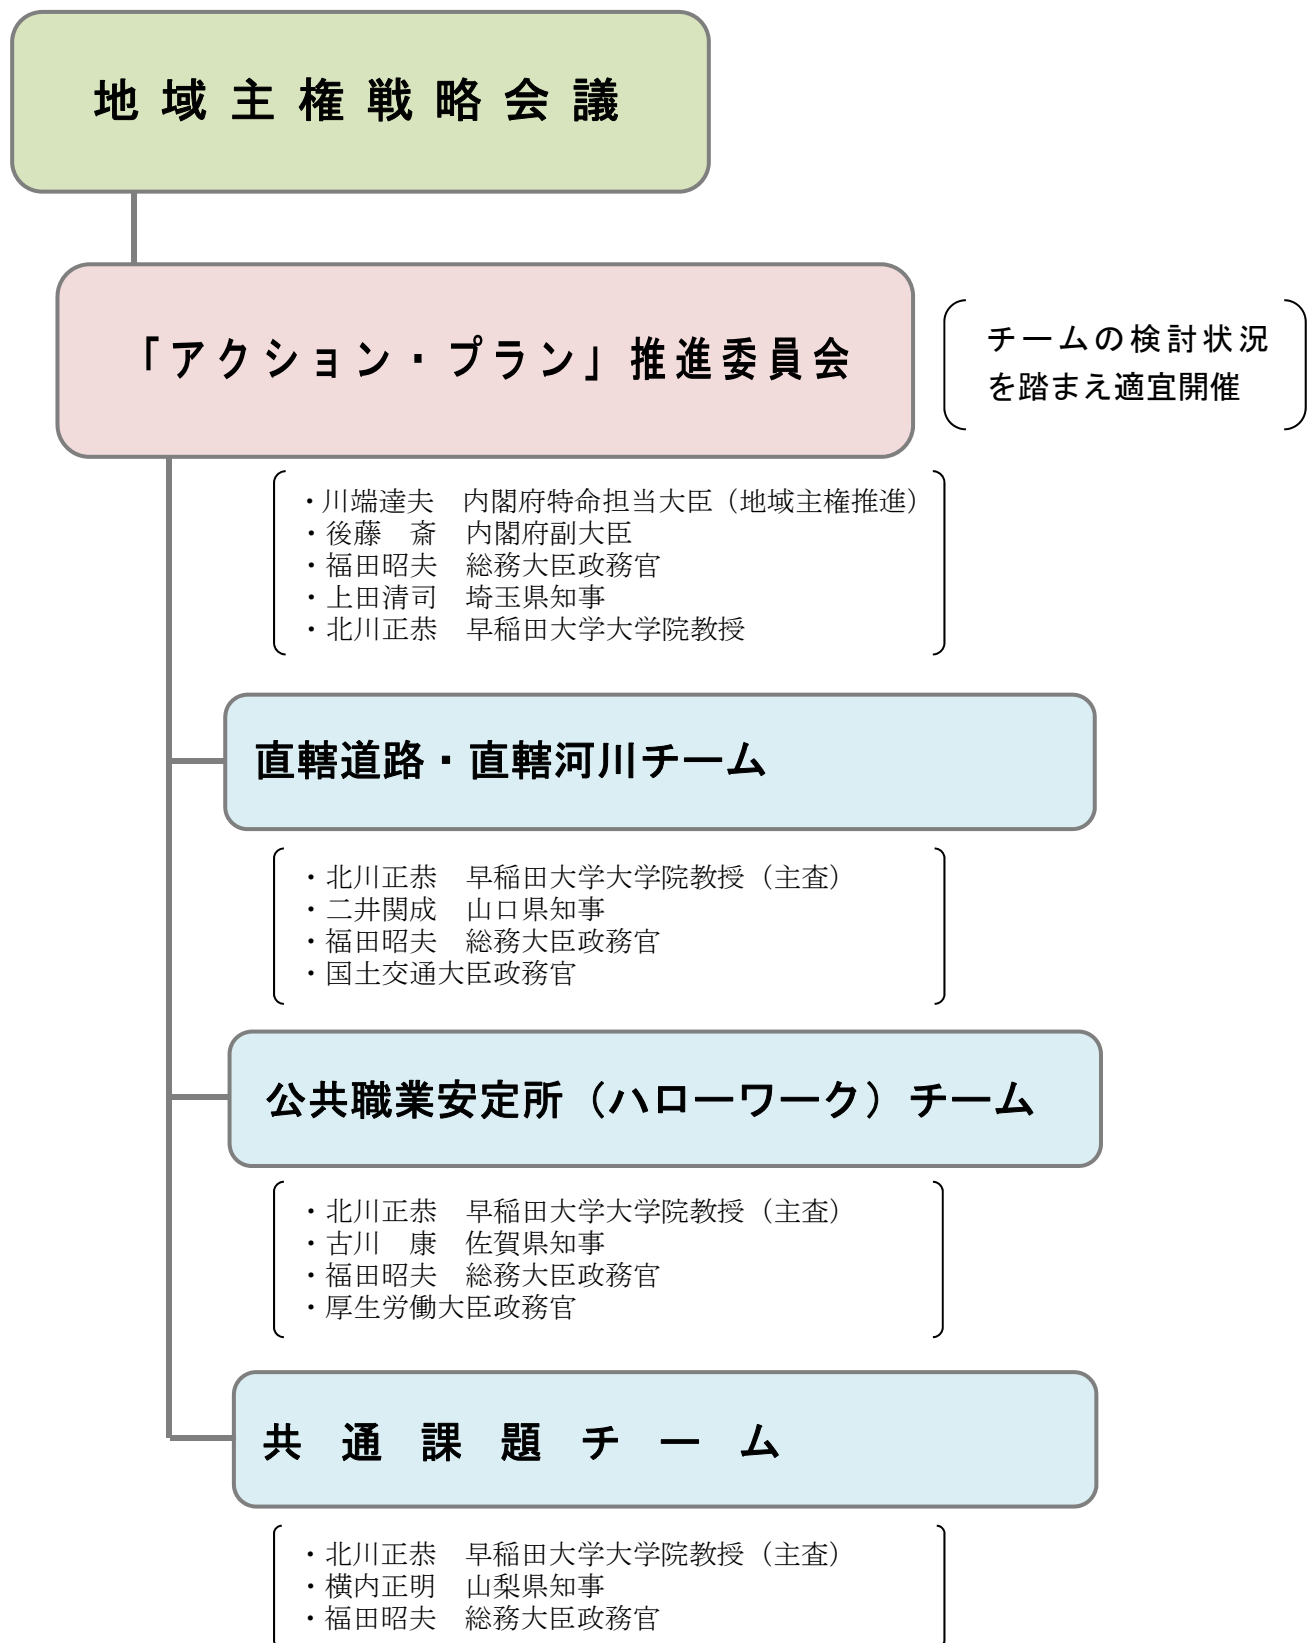 地域主権戦略会議
「アクション・プラン」推進委員会
チームの検討状況
を踏まえ適宜開催
・川端達夫　内閣府特命担当大臣（地域主権推進）
・後藤　斎　内閣府副大臣
・福田昭夫　総務大臣政務官
・上田清司　埼玉県知事
・北川正恭　早稲田大学大学院教授
直轄道路・直轄河川チーム
・北川正恭　早稲田大学大学院教授（主査）
・二井関成　山口県知事
・福田昭夫　総務大臣政務官
・国土交通大臣政務官
公共職業安定所（ハローワーク）チーム
・北川正恭　早稲田大学大学院教授（主査）
・古川　康　佐賀県知事
・福田昭夫　総務大臣政務官
・厚生労働大臣政務官
共通課題チーム
・北川正恭　早稲田大学大学院教授（主査）
・横内正明　山梨県知事
・福田昭夫　総務大臣政務官